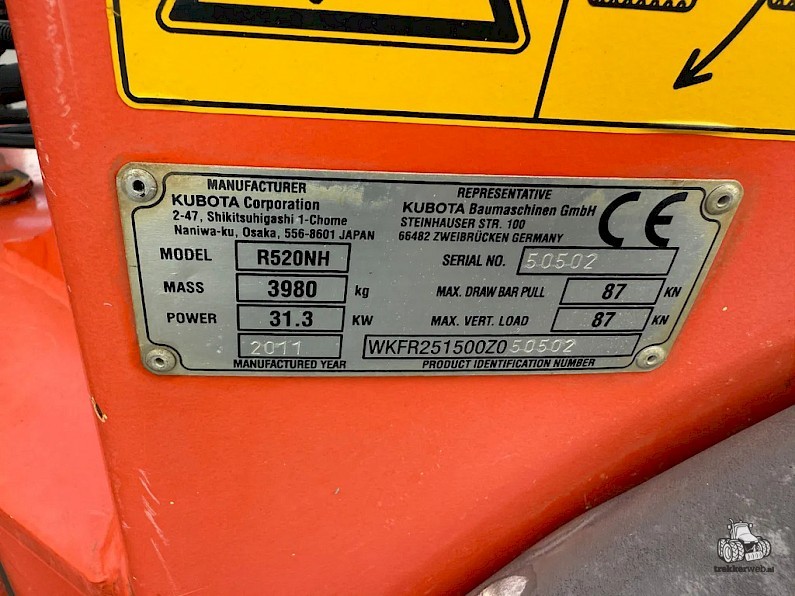 MANUFACTURER
KUBOTA Corporation
2-47, Shikitsuhigashi 1-Chome
Naniwa-ku, Osaka, 556-8601 JAPAN
REPRESENTATIVE
KUBOTA Baumaschinen GmbH
STEINHAUSER STR. 100
66482 ZWEIBRÜCKEN GERMANY
CE
MODEL R520NH
SERIAL NO. 50502
MASS 3980 kg
MAX. DRAW BAR PULL 87 KN
POWER 31.3 KW
MAX. VERT. LOAD 87 KN
2011
MANUFACTURED YEAR
WKFR251500Z050502
PRODUCT IDENTIFICATION NUMBER
trekkerweb.nl